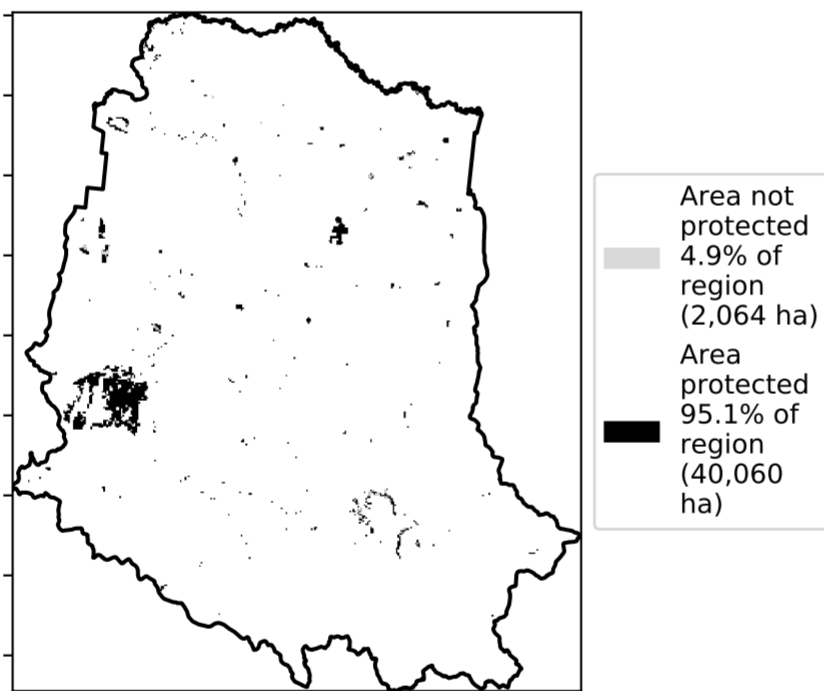 Area not
protected
4.9% of
region
(2,064 ha)
Area
protected
95.1% of
region
(40,060
ha)